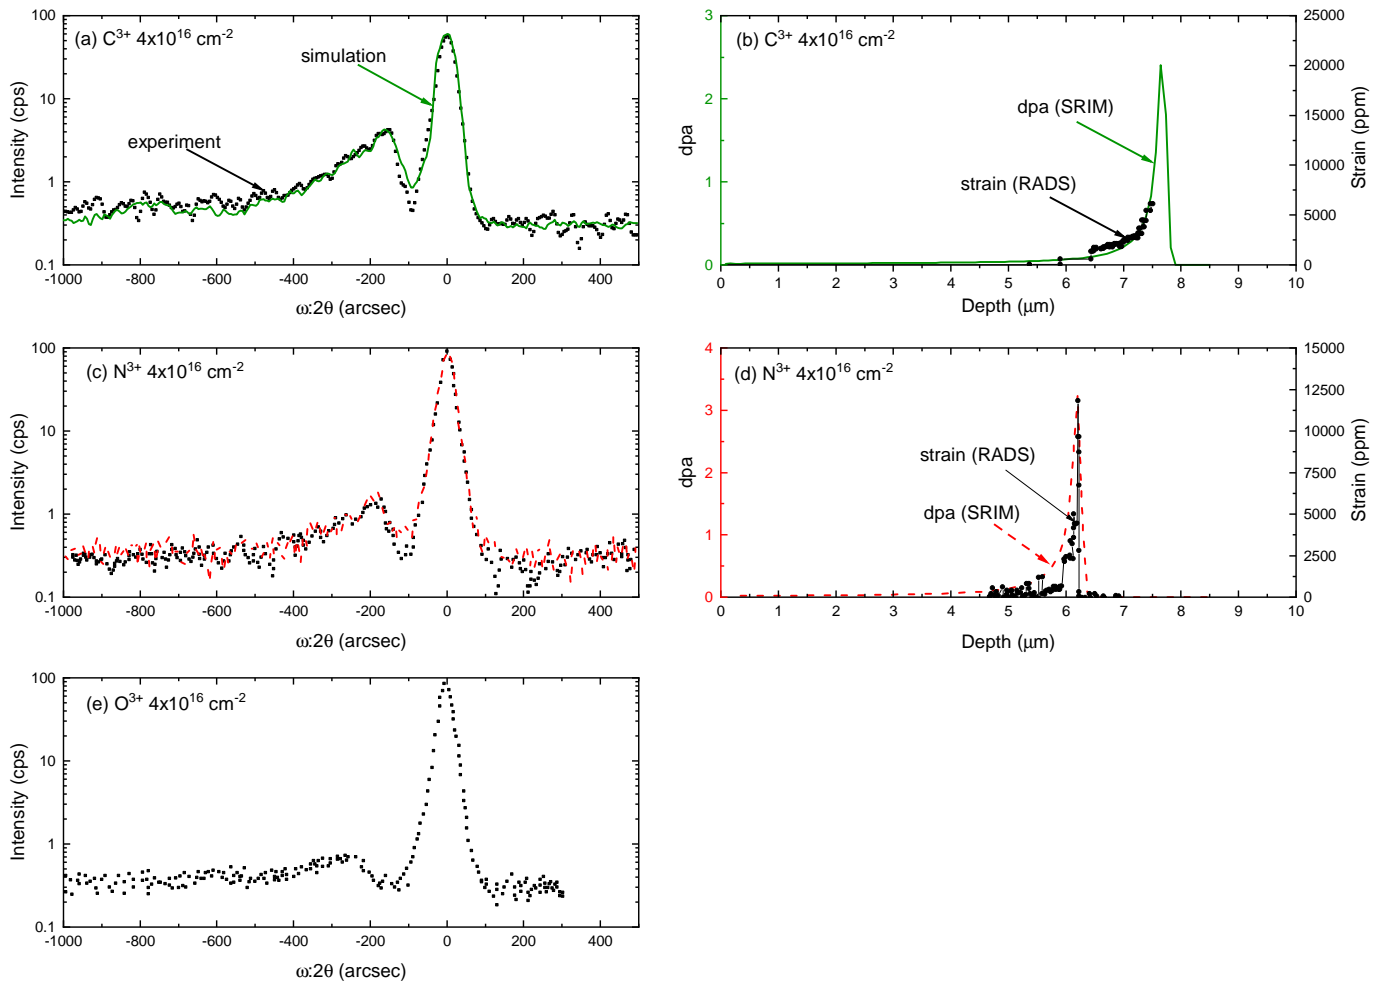 (a) C³⁺ 4x10¹⁶ cm⁻²
simulation
experiment
Intensity (cps)
100
10
1
0.1
-1000 -800 -600 -400 -200 0 200 400
ω:2θ (arcsec)
(b) C³⁺ 4x10¹⁶ cm⁻²
dpa (SRIM)
strain (RADS)
dpa
3
2
1
0
Strain (ppm)
25000
20000
15000
10000
5000
0
0 1 2 3 4 5 6 7 8 9 10
Depth (μm)
(c) N³⁺ 4x10¹⁶ cm⁻²
Intensity (cps)
100
10
1
0.1
-1000 -800 -600 -400 -200 0 200 400
ω:2θ (arcsec)
(d) N³⁺ 4x10¹⁶ cm⁻²
strain (RADS)
dpa (SRIM)
dpa
4
3
2
1
0
Strain (ppm)
15000
12500
10000
7500
5000
2500
0
0 1 2 3 4 5 6 7 8 9 10
Depth (μm)
(e) O³⁺ 4x10¹⁶ cm⁻²
Intensity (cps)
100
10
1
0.1
-1000 -800 -600 -400 -200 0 200 400
ω:2θ (arcsec)